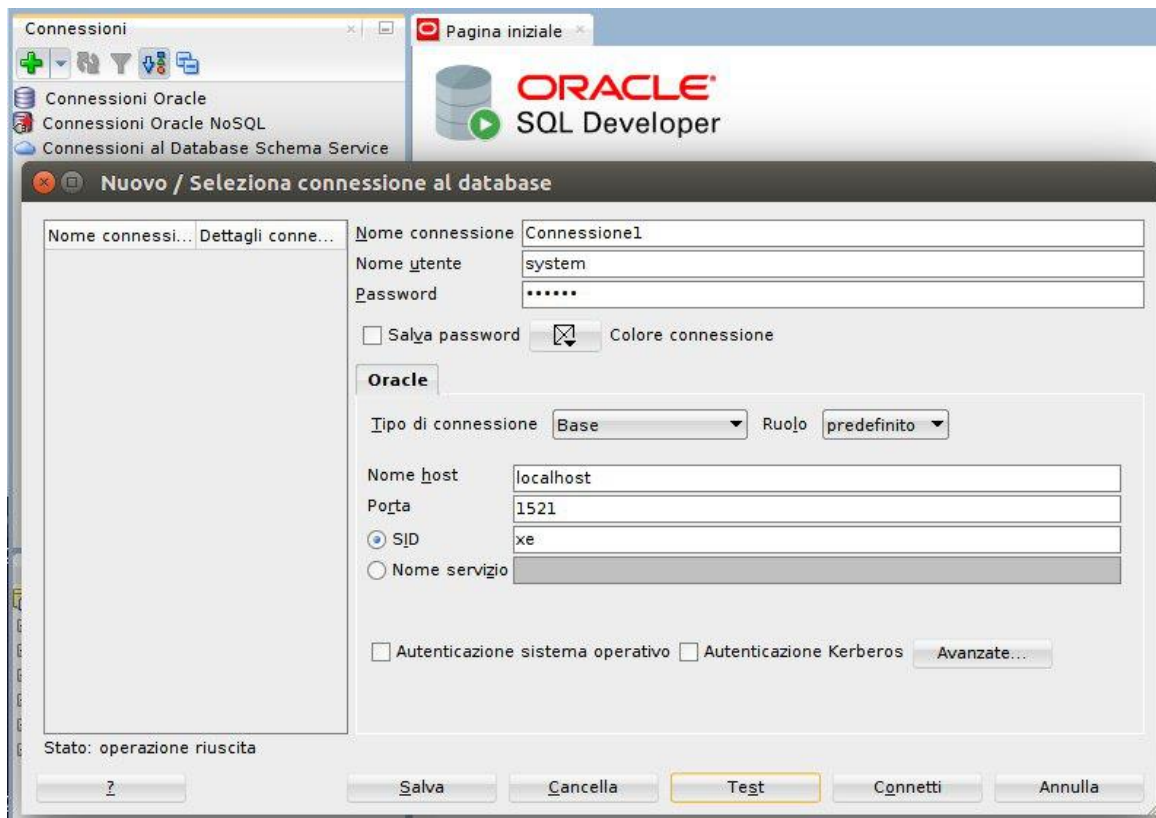 Connessioni
Pagina iniziale
Connessioni Oracle
Connessioni Oracle NoSQL
Connessioni al Database Schema Service
ORACLE
SQL Developer
Nuovo / Seleziona connessione al database
Nome connessi... Dettagli conne...
Nome connessione Connessione1
Nome utente system
Password ••••••
Salva password Colore connessione
Oracle
Tipo di connessione Base Ruolo predefinito
Nome host localhost
Porta 1521
SID xe
Nome servizio
Autenticazione sistema operativo Autenticazione Kerberos Avanzate...
Stato: operazione riuscita
? Salva Cancella Test Connetti Annulla